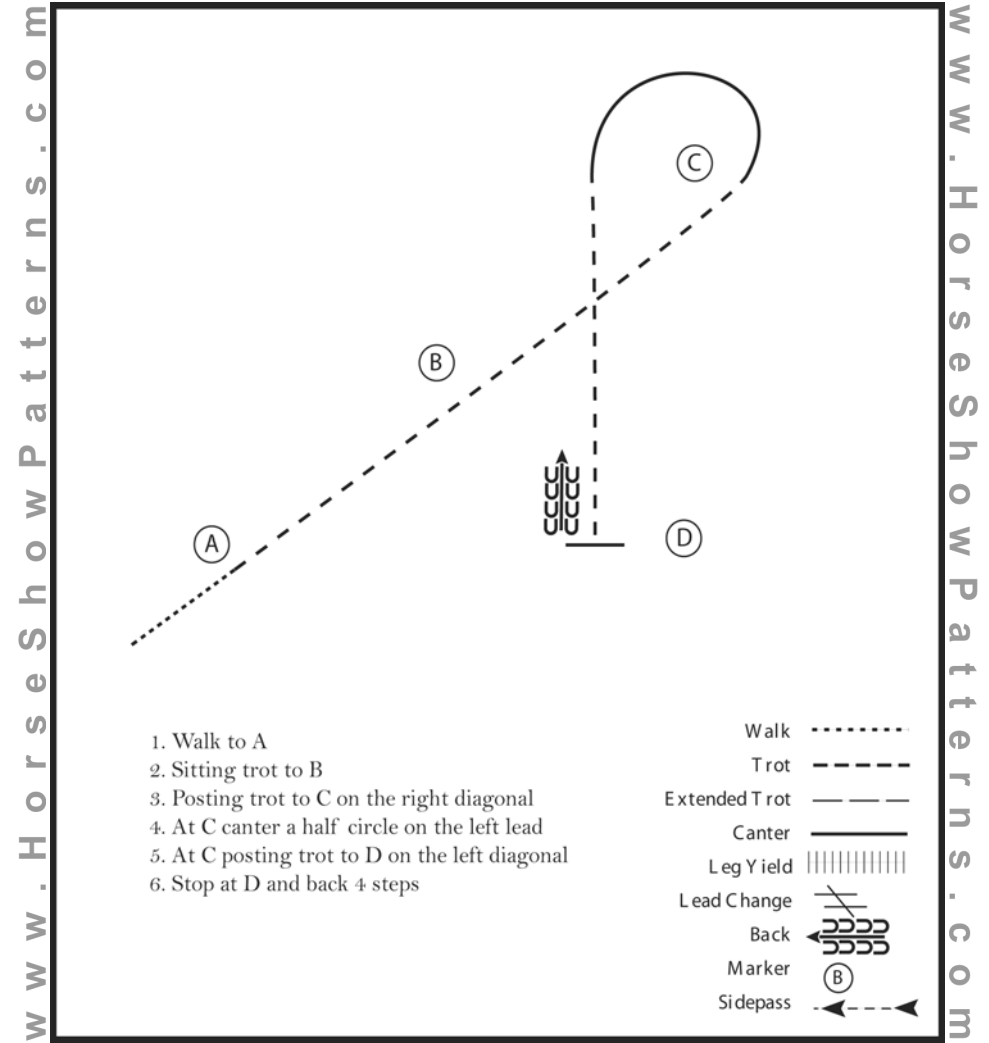 www.HorseShowPatterns.com
www.HorseShowPatterns.com
C
B
A
D
1. Walk to A
2. Sitting trot to B
3. Posting trot to C on the right diagonal
4. At C canter a half circle on the left lead
5. At C posting trot to D on the left diagonal
6. Stop at D and back 4 steps
Walk
Trot
Extended Trot
Canter
Leg Yield
Lead Change
Back
Marker B
Sidepass